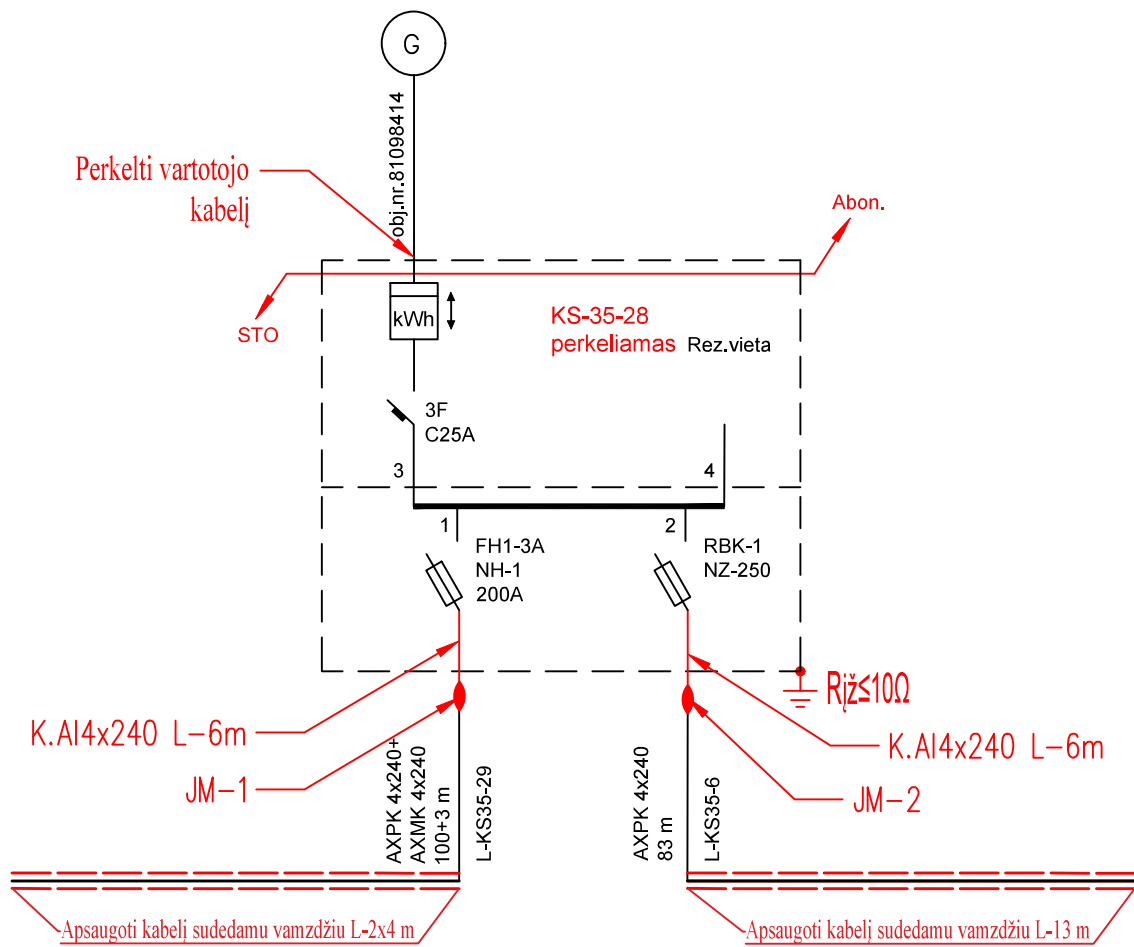 G
obj.nr.81098414
Perkelti vartotojo
kabelį
Abon.
STO
kWh
KS-35-28
perkeliamas Rez.vieta
3F
C25A
3
4
1
2
FH1-3A
NH-1
200A
RBK-1
NZ-250
Rįž≤10Ω
K.Al4x240 L-6m
K.Al4x240 L-6m
JM-1
JM-2
AXPK 4x240+
AXMK 4x240
100+3 m
L-KS35-29
AXPK 4x240
83 m
L-KS35-6
Apsaugoti kabelį sudedamu vamzdžiu L-2x4 m
Apsaugoti kabelį sudedamu vamzdžiu L-13 m